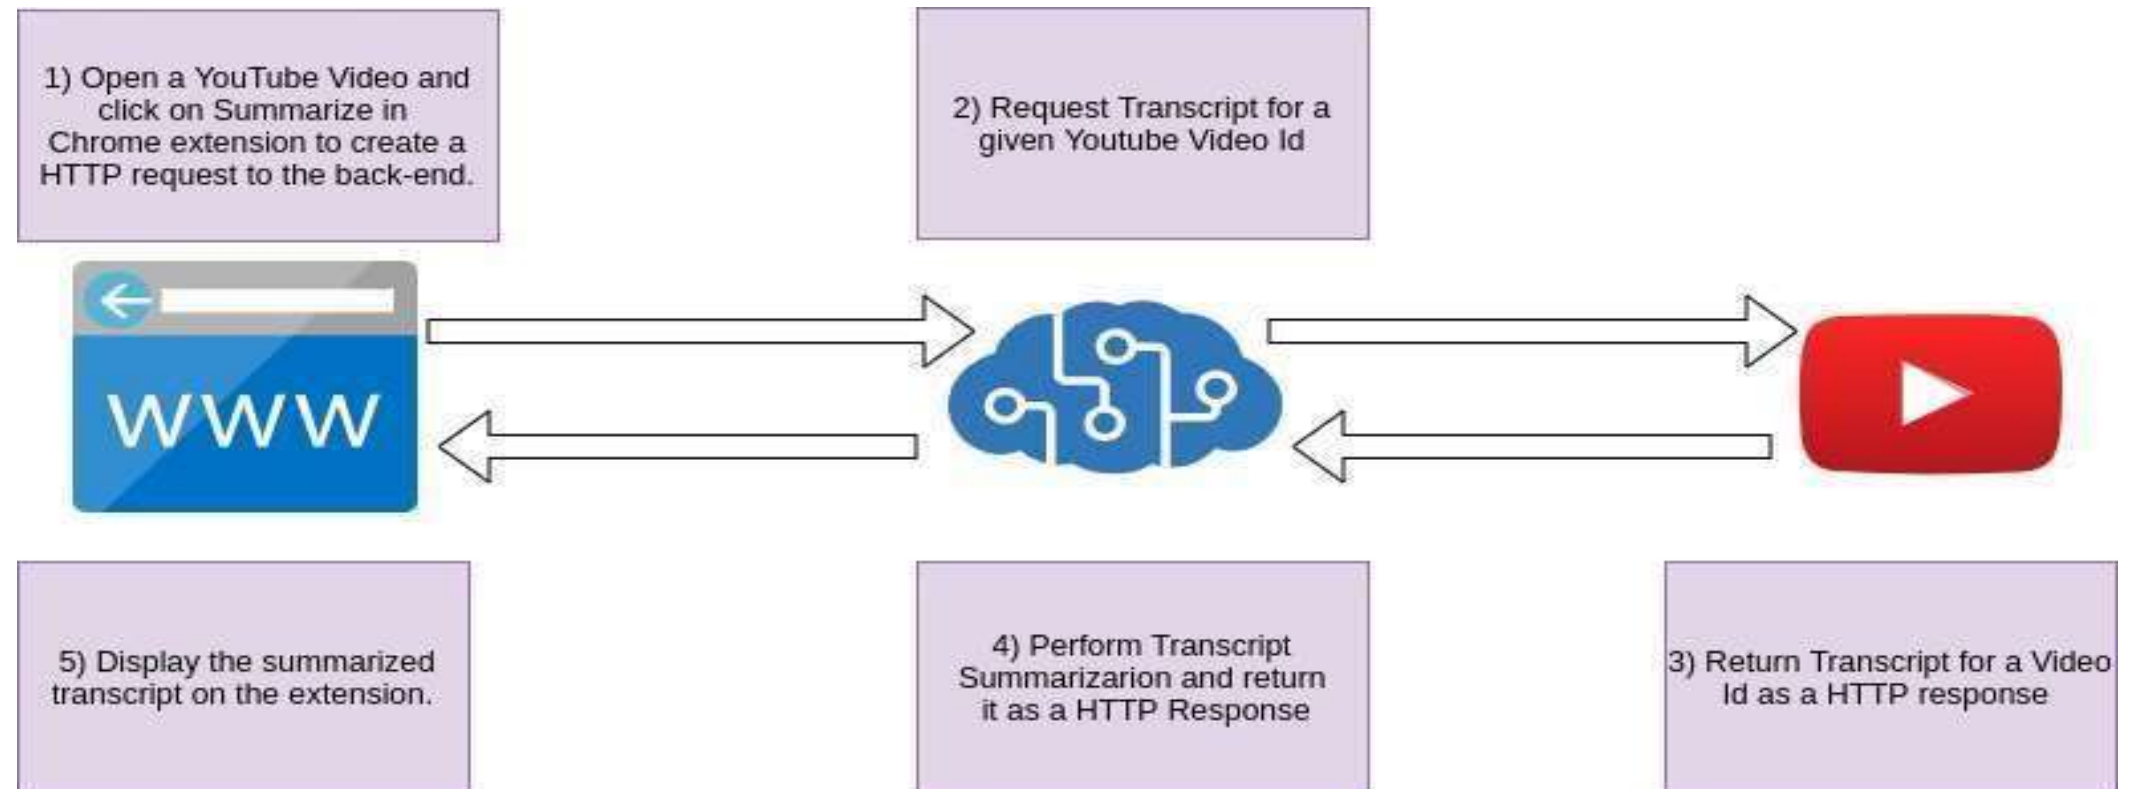 1) Open a YouTube Video and
click on Summarize in
Chrome extension to create a
HTTP request to the back-end.
2) Request Transcript for a
given Youtube Video Id
www
5) Display the summarized
transcript on the extension.
4) Perform Transcript
Summarizarion and return
it as a HTTP Response
3) Return Transcript for a Video
Id as a HTTP response